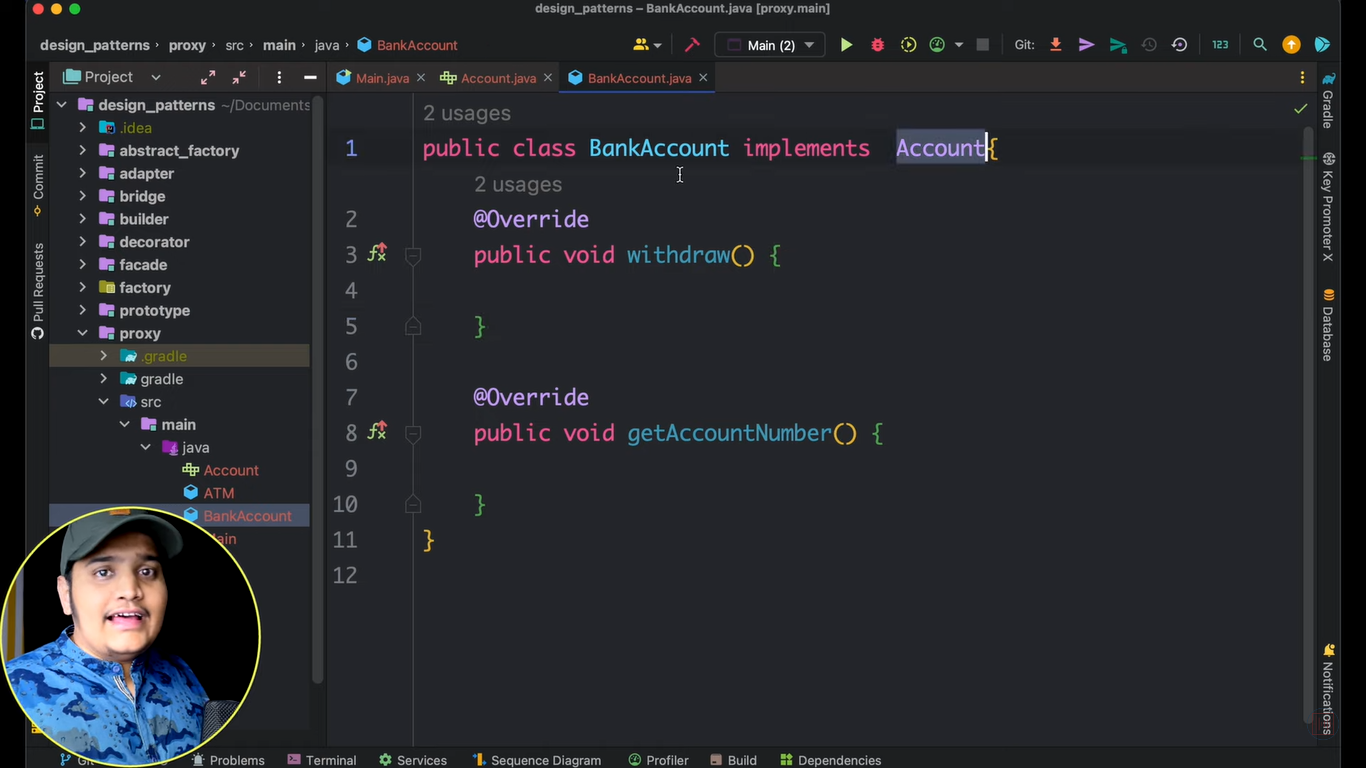 design_patterns – BankAccount.java [proxy.main]
design_patterns › proxy › src › main › java › BankAccount
Main (2)
Git:
123
Project
Main.java
Account.java
BankAccount.java
Project
Commit
Pull Requests
design_patterns ~/Documents
.idea
abstract_factory
adapter
bridge
builder
decorator
facade
factory
prototype
proxy
.gradle
gradle
src
main
java
Account
ATM
BankAccount
2 usages
1 public class BankAccount implements  Account{
2 usages
2 @Override
3 public void withdraw() {
4
5 }
6
7 @Override
8 public void getAccountNumber() {
9
10 }
11 }
12
Gradle
Key Promoter X
Database
Notifications
Problems
Terminal
Services
Sequence Diagram
Profiler
Build
Dependencies